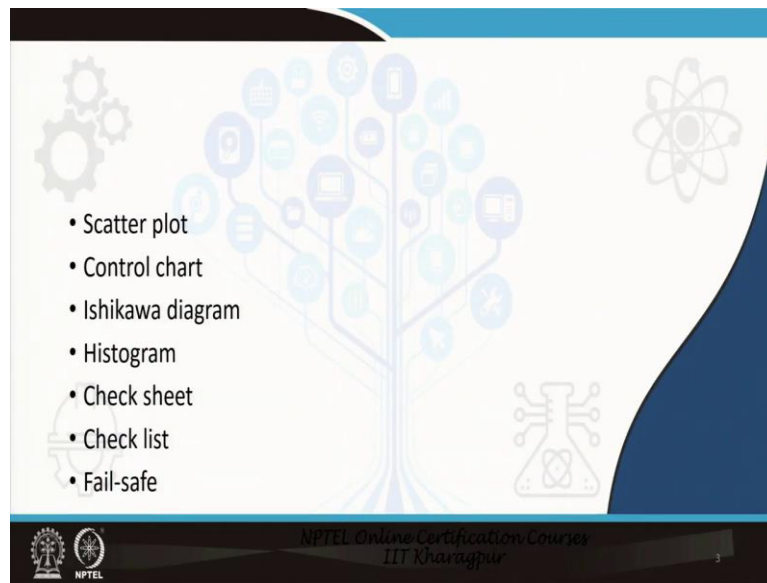 • Scatter plot
• Control chart
• Ishikawa diagram
• Histogram
• Check sheet
• Check list
• Fail-safe
NPTEL Online Certification Courses
IIT Kharagpur
NPTEL
3